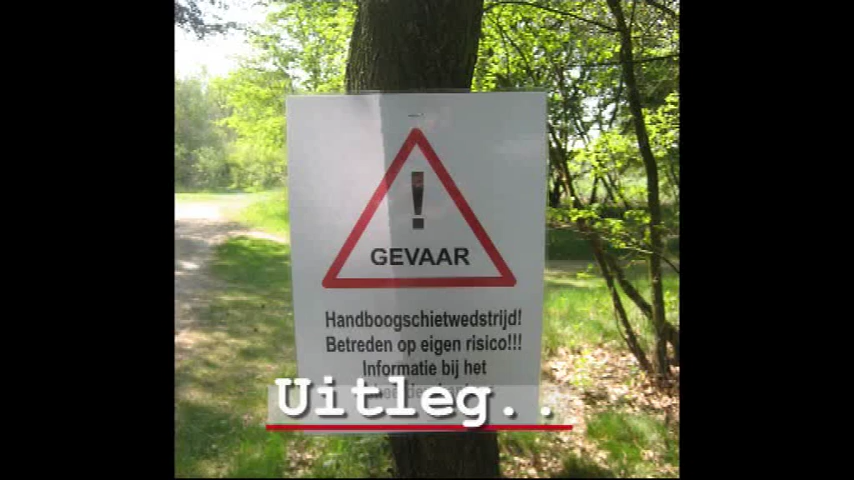 !
GEVAAR
Handboogschietwedstrijd!
Betreden op eigen risico!!!
Informatie bij het
Uitleg..